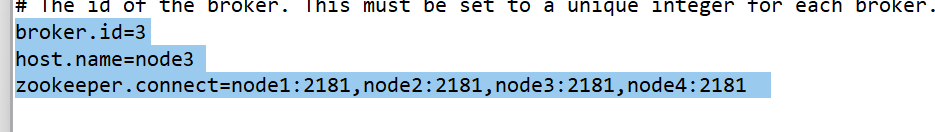 # The id of the broker. This must be set to a unique integer for each broker.
broker.id=3
host.name=node3
zookeeper.connect=node1:2181,node2:2181,node3:2181,node4:2181